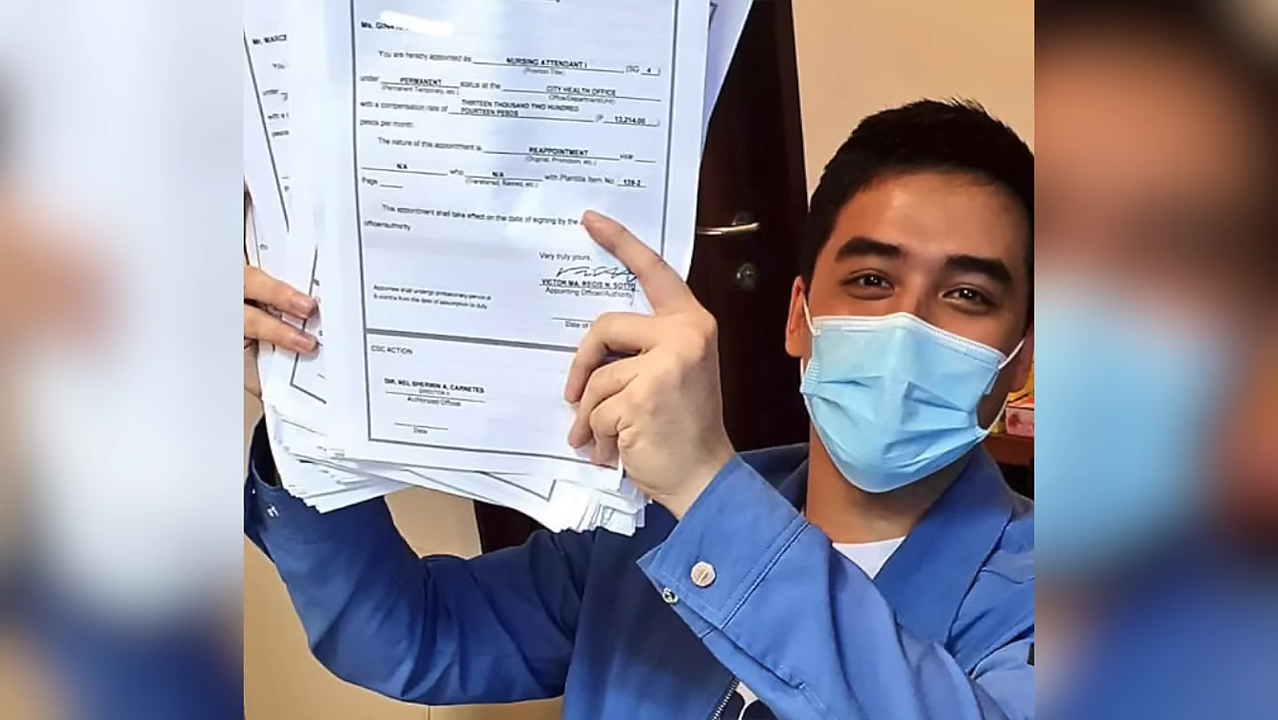 Ms.
You are hereby appointed as NURSING ATTENDANT I (SG 4 )
(Position Title)
under PERMANENT status at the CITY HEALTH OFFICE
(Permanent, Temporary, etc.) (Office/Department/Unit)
with a compensation rate of THIRTEEN THOUSAND TWO HUNDRED
FOURTEEN PESOS (P 13,214.00 )
pesos per month.
The nature of this appointment is REAPPOINTMENT vice
(Original, Promotion, etc.)
N/A , who N/A with Plantilla Item No. 139-2
(Transferred, Retired, etc.)
Page
This appointment shall take effect on the date of signing by the
officer/authority.
Very truly yours,
VICTOR MA. REGIS N. SOTTO
Appointing Officer/Authority
Appointee shall undergo probationary period of
6 months from the date of assumption to duty
Date of
CSC ACTION
DIR. NEL SHERWIN A. CARNETES
DIRECTOR II
Authorized Official
Date